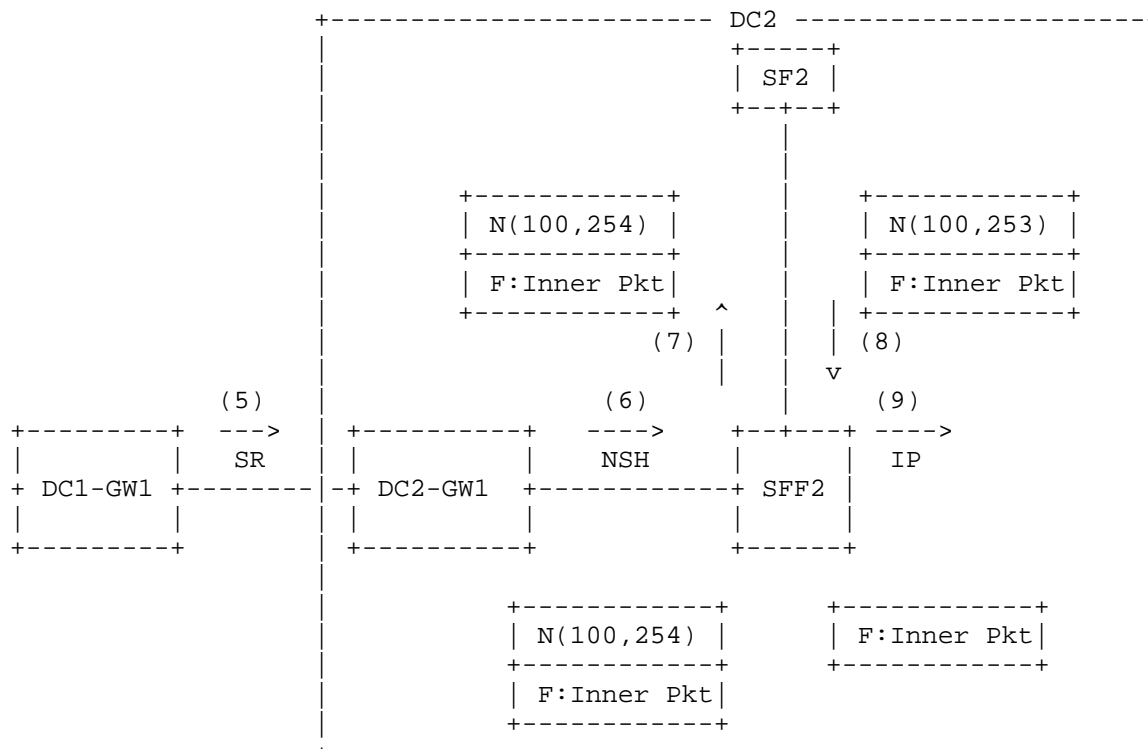 DC2
SF2
N(100,254) N(100,253)
F:Inner Pkt F:Inner Pkt
(7) (8)
(5) (6) (9)
SR NSH IP
DC1-GW1 DC2-GW1 SFF2
N(100,254) F:Inner Pkt
F:Inner Pkt